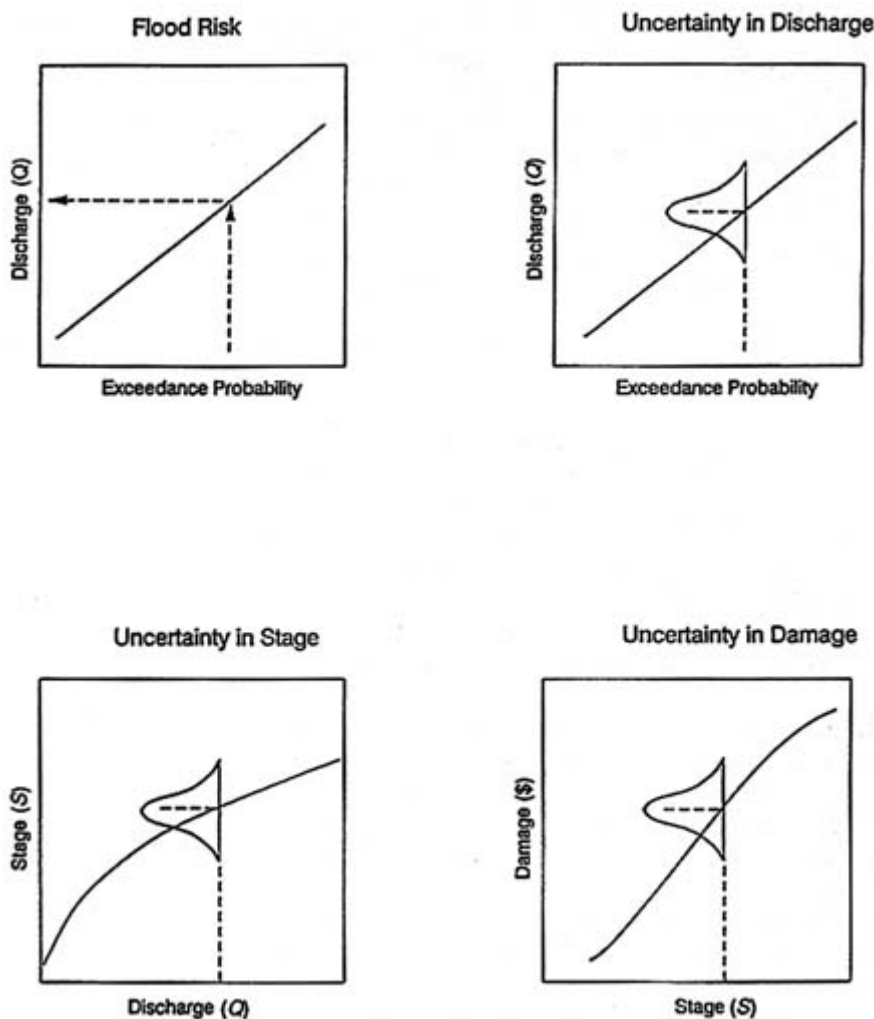 Flood Risk
Discharge (Q)
Exceedance Probability
Uncertainty in Discharge
Discharge (Q)
Exceedance Probability
Uncertainty in Stage
Stage (S)
Discharge (Q)
Uncertainty in Damage
Damage ($)
Stage (S)